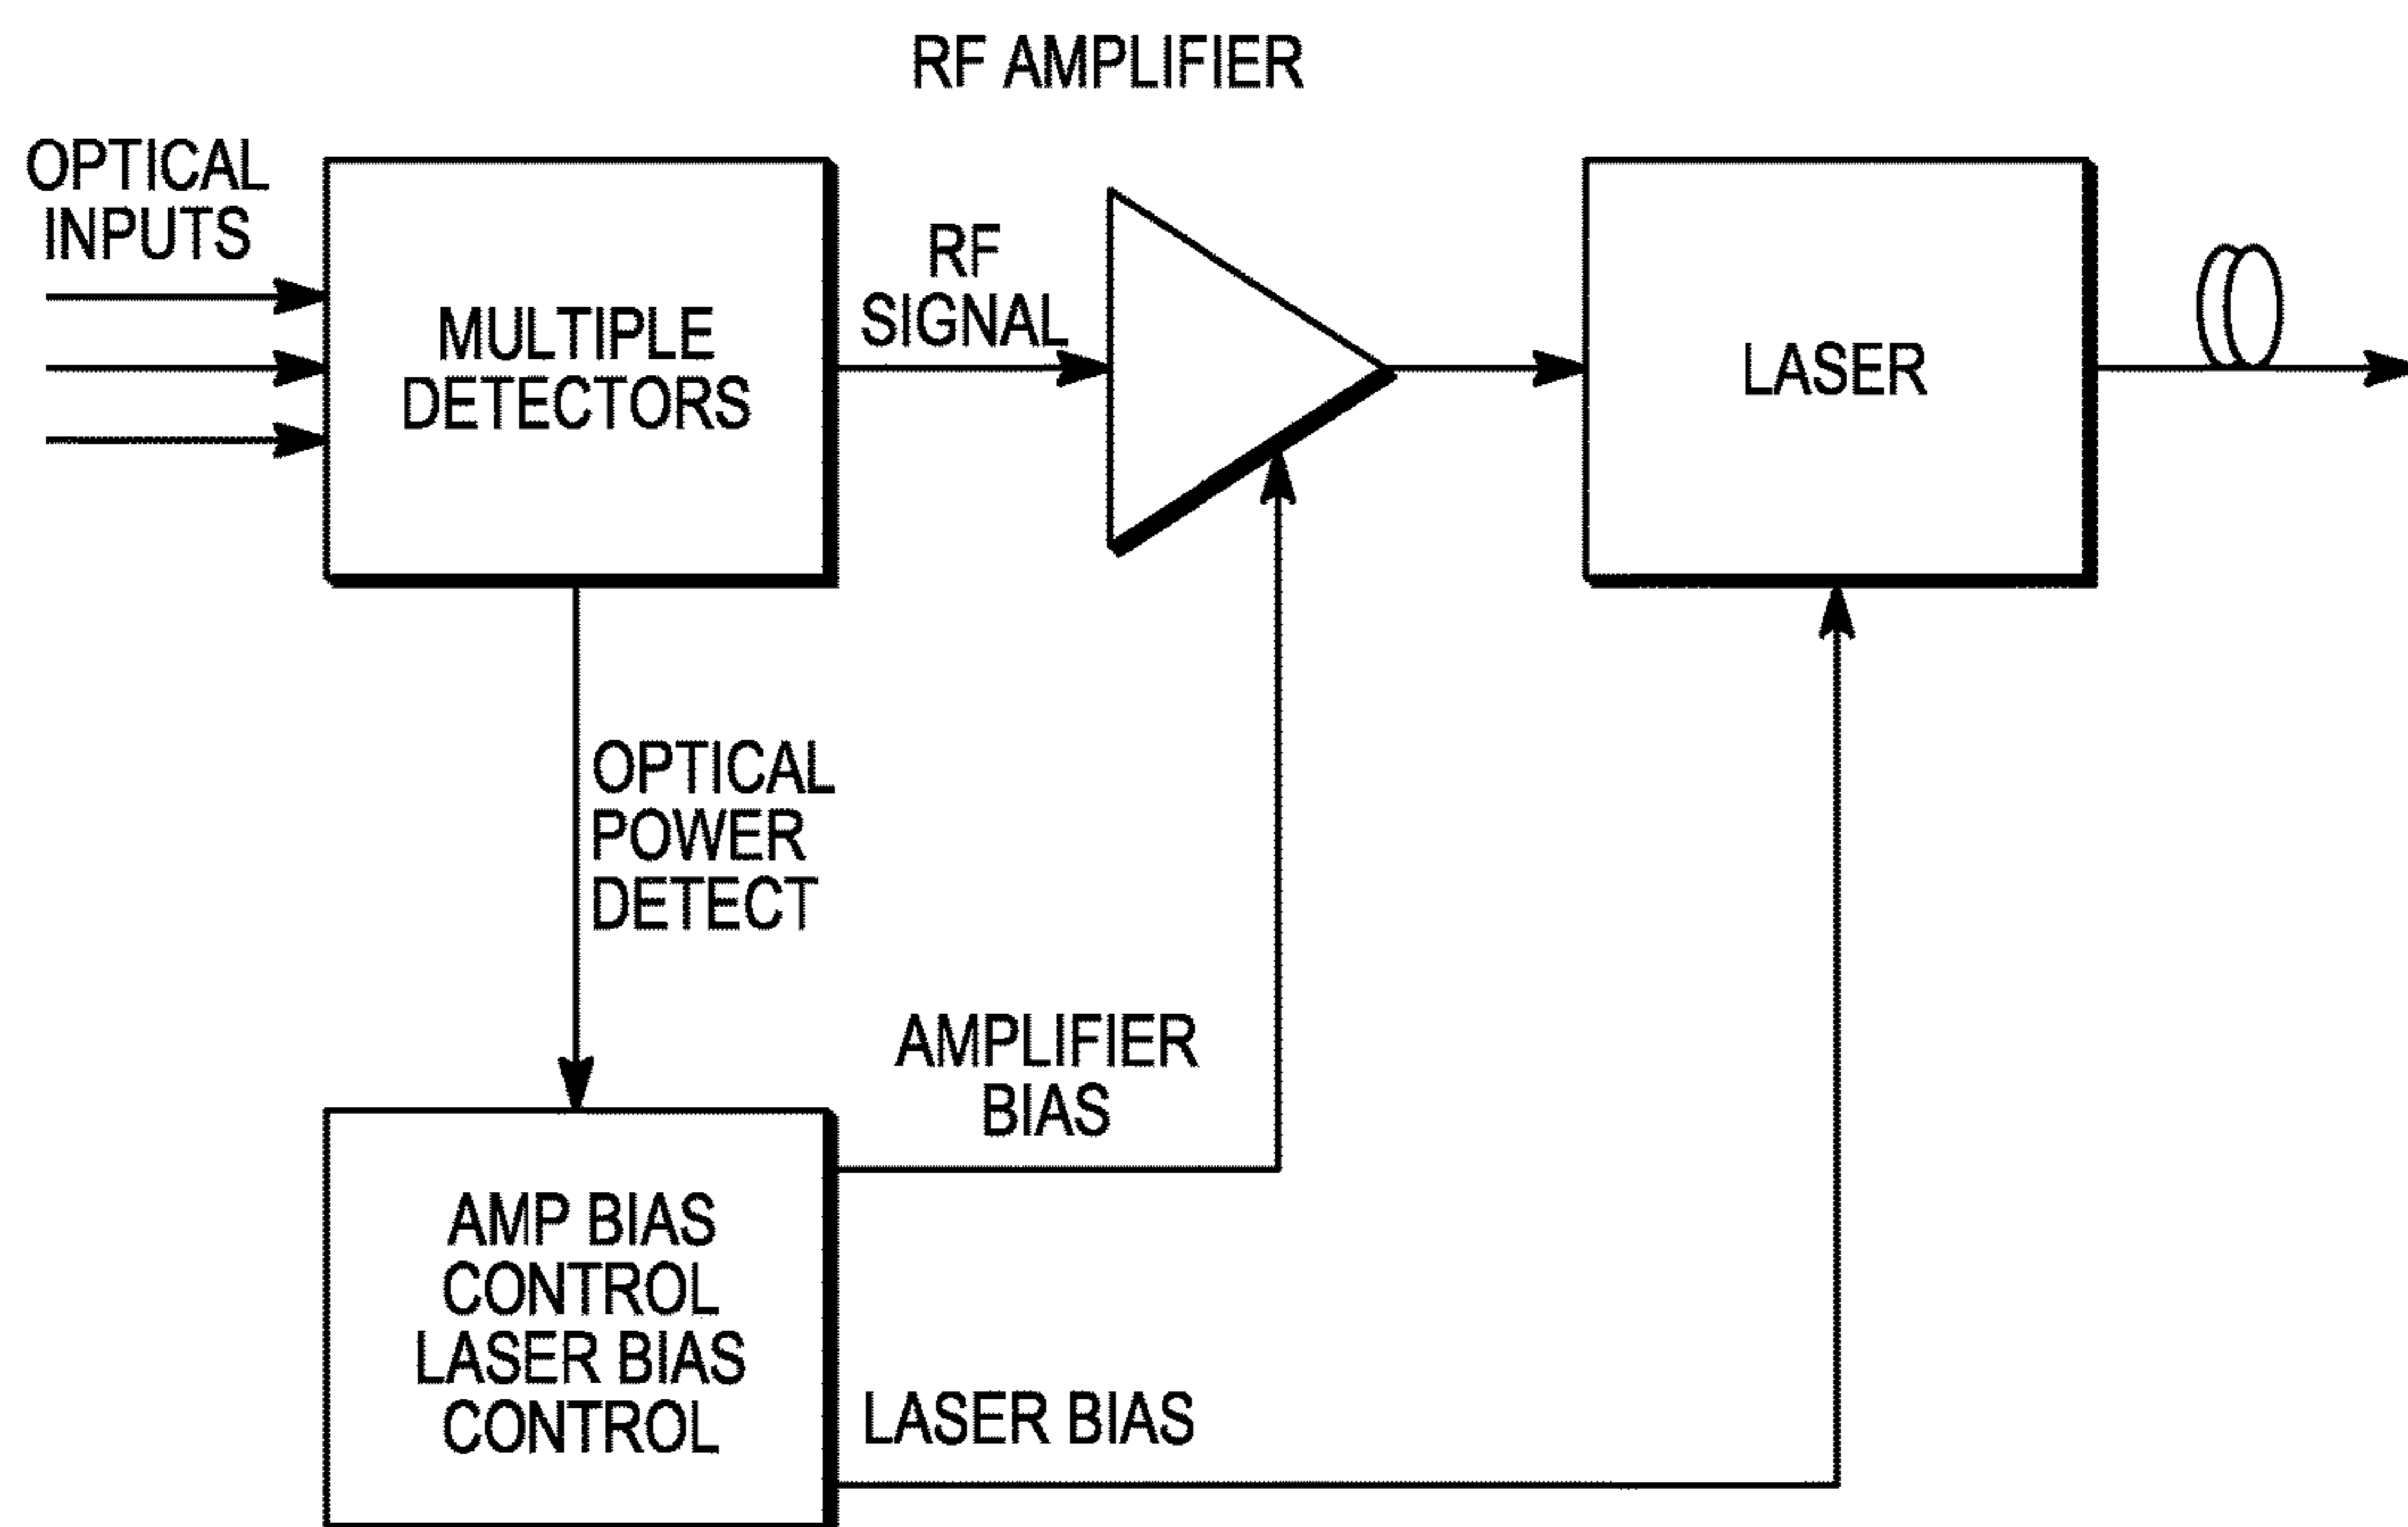 RF AMPLIFIER
OPTICAL
INPUTS
MULTIPLE
DETECTORS
RF
SIGNAL
LASER
OPTICAL
POWER
DETECT
AMPLIFIER
BIAS
AMP BIAS
CONTROL
LASER BIAS
CONTROL
LASER BIAS